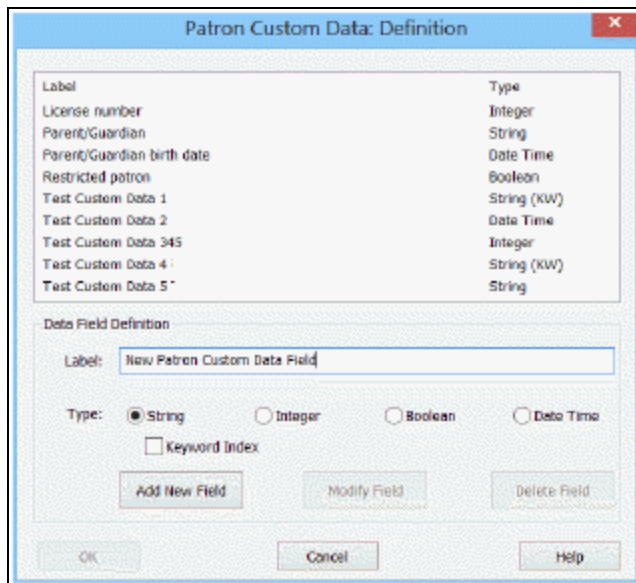 Patron Custom Data: Definition
Label Type
License number Integer
Parent/Guardian String
Parent/Guardian birth date Date Time
Restricted patron Boolean
Test Custom Data 1 String (KW)
Test Custom Data 2 Date Time
Test Custom Data 345 Integer
Test Custom Data 4 String (KW)
Test Custom Data 5 String
Data Field Definition
Label: New Patron Custom Data Field
Type: String Integer Boolean Date Time
Keyword Index
Add New Field Modify Field Delete Field
OK Cancel Help